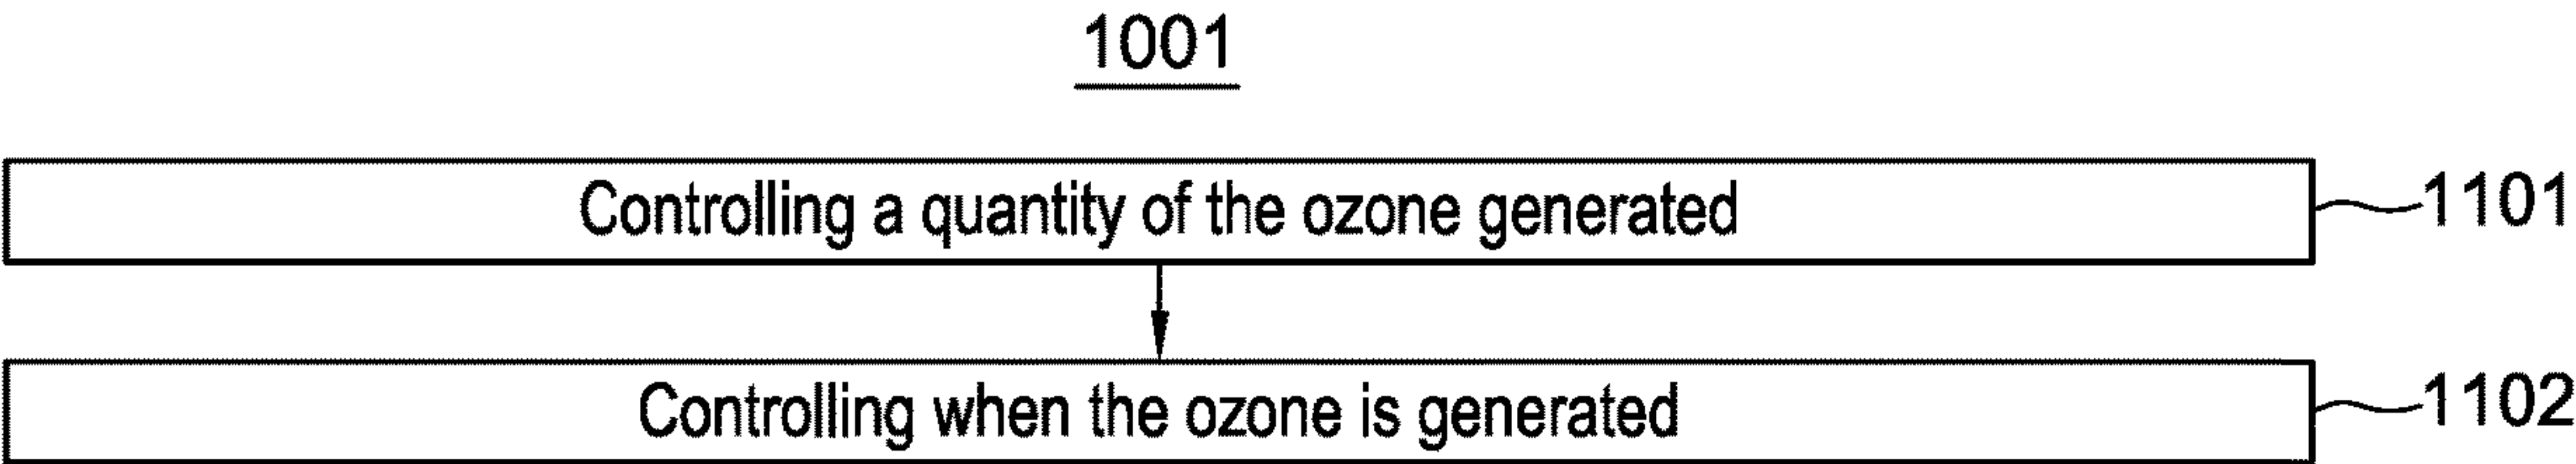 1001
Controlling a quantity of the ozone generated
1101
Controlling when the ozone is generated
1102